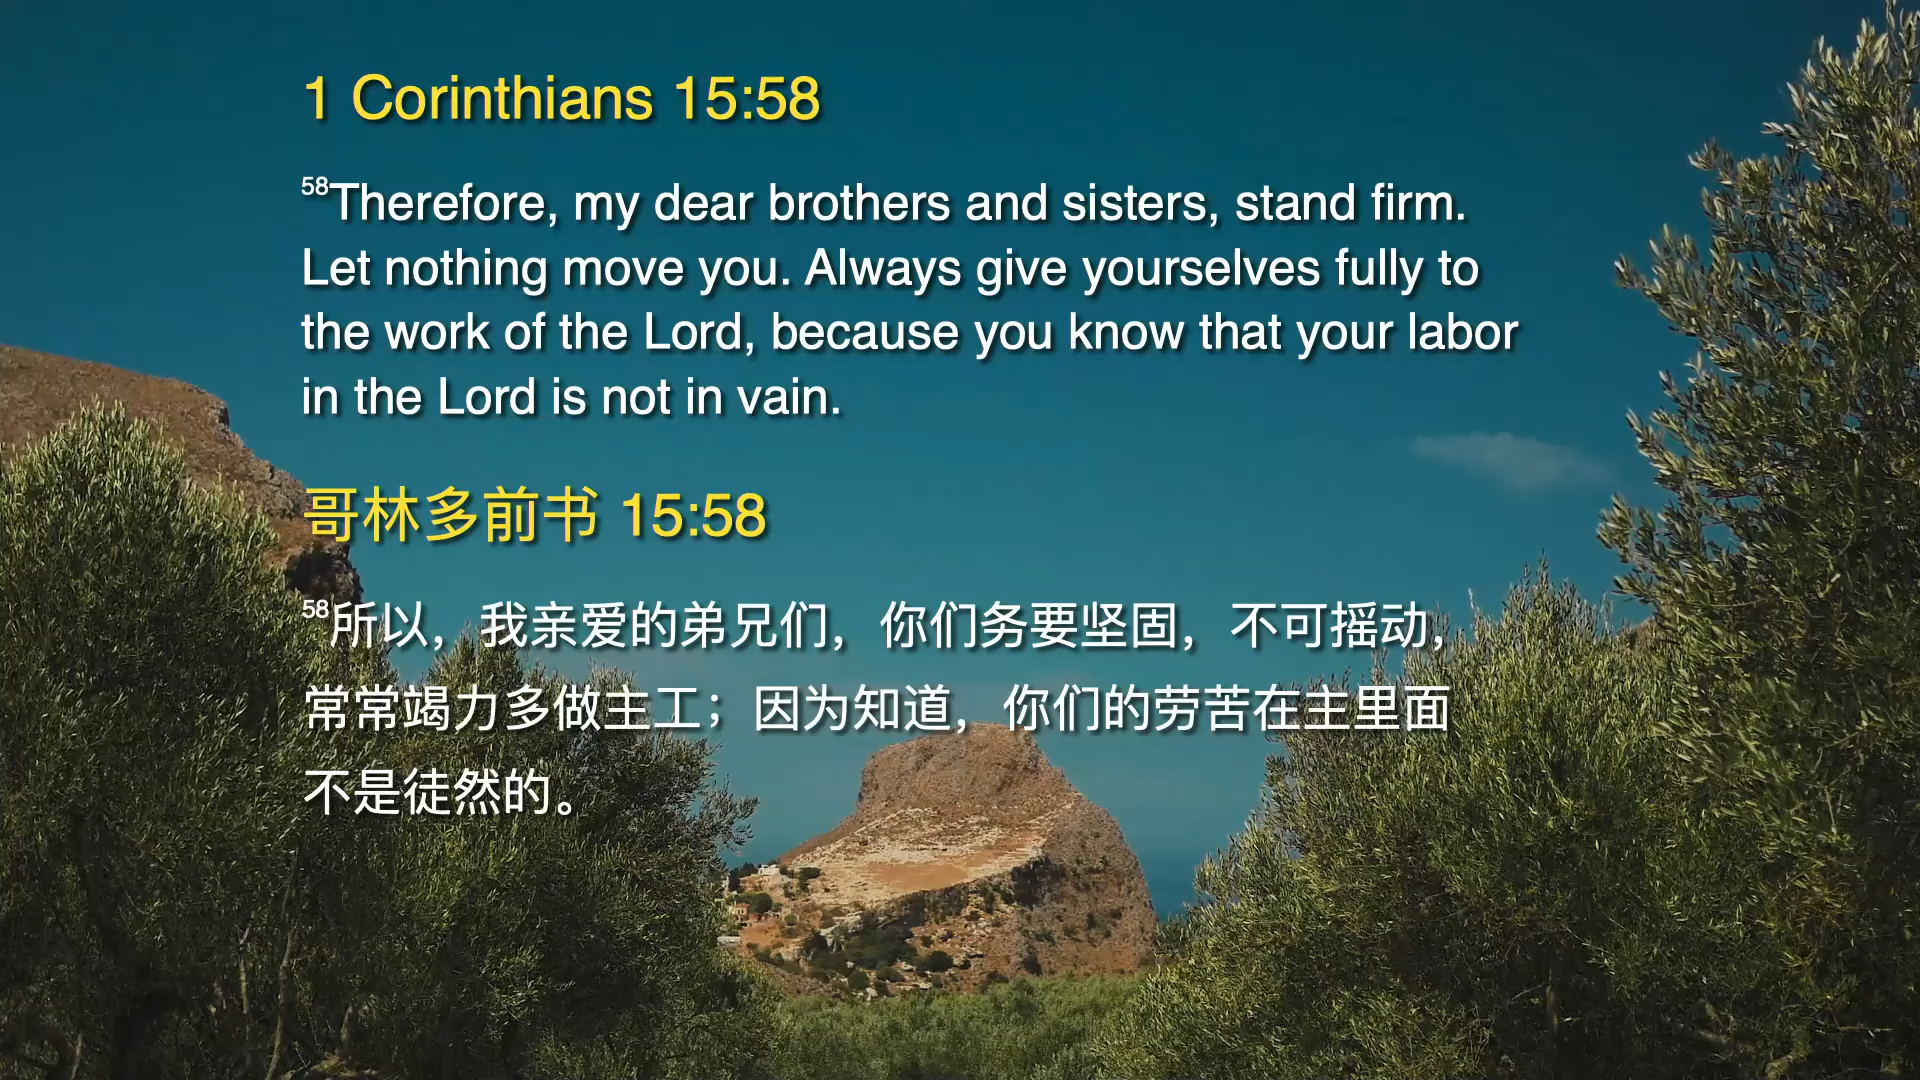 1 Corinthians 15:58
58Therefore, my dear brothers and sisters, stand firm.
Let nothing move you. Always give yourselves fully to
the work of the Lord, because you know that your labor
in the Lord is not in vain.
哥林多前书 15:58
58所以，我亲爱的弟兄们，你们务要坚固，不可摇动，
常常竭力多做主工；因为知道，你们的劳苦在主里面
不是徒然的。